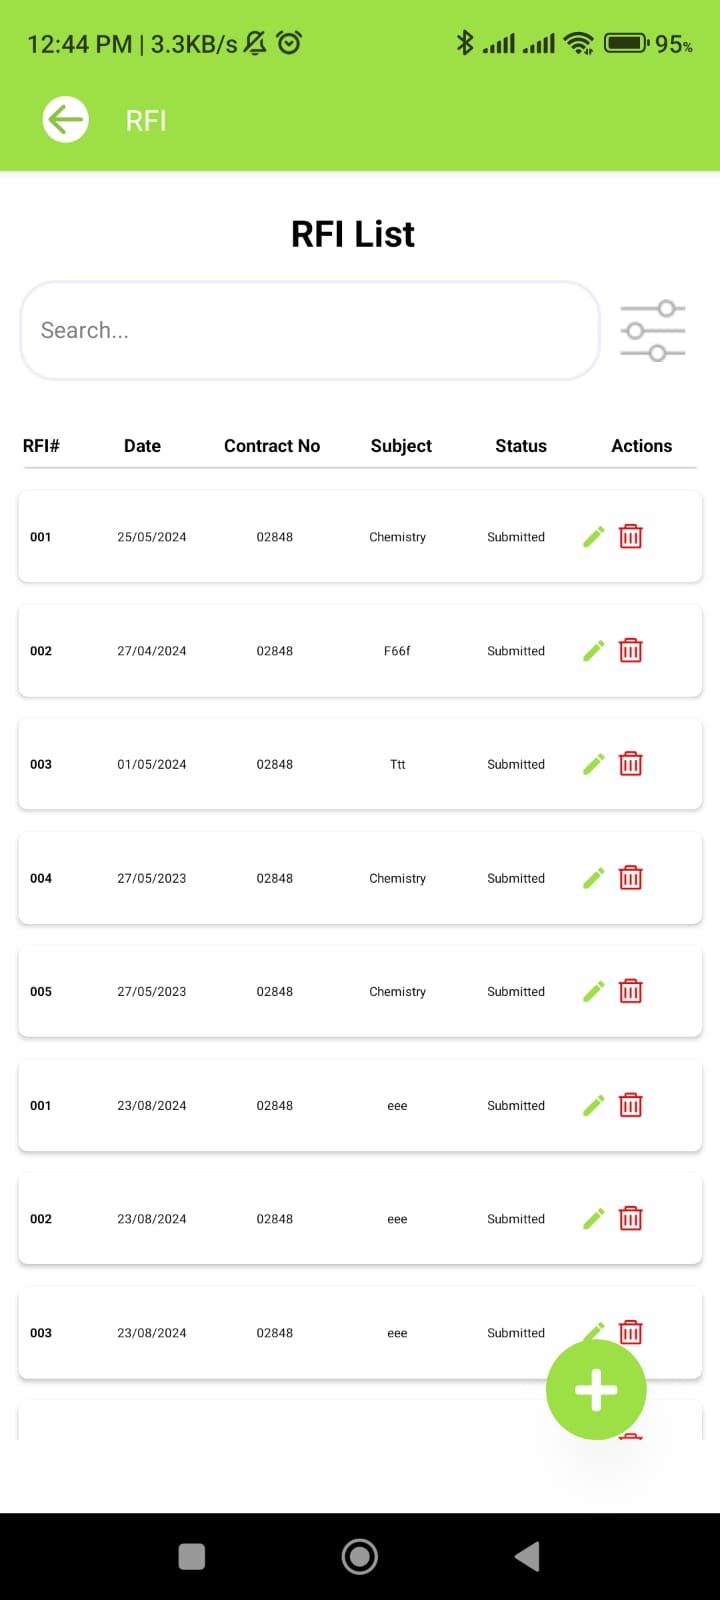 12:44 PM | 3.3KB/s 95%
RFI
RFI List
Search...
RFI# Date Contract No Subject Status Actions
001 25/05/2024 02848 Chemistry Submitted
002 27/04/2024 02848 F66f Submitted
003 01/05/2024 02848 Ttt Submitted
004 27/05/2023 02848 Chemistry Submitted
005 27/05/2023 02848 Chemistry Submitted
001 23/08/2024 02848 eee Submitted
002 23/08/2024 02848 eee Submitted
003 23/08/2024 02848 eee Submitted